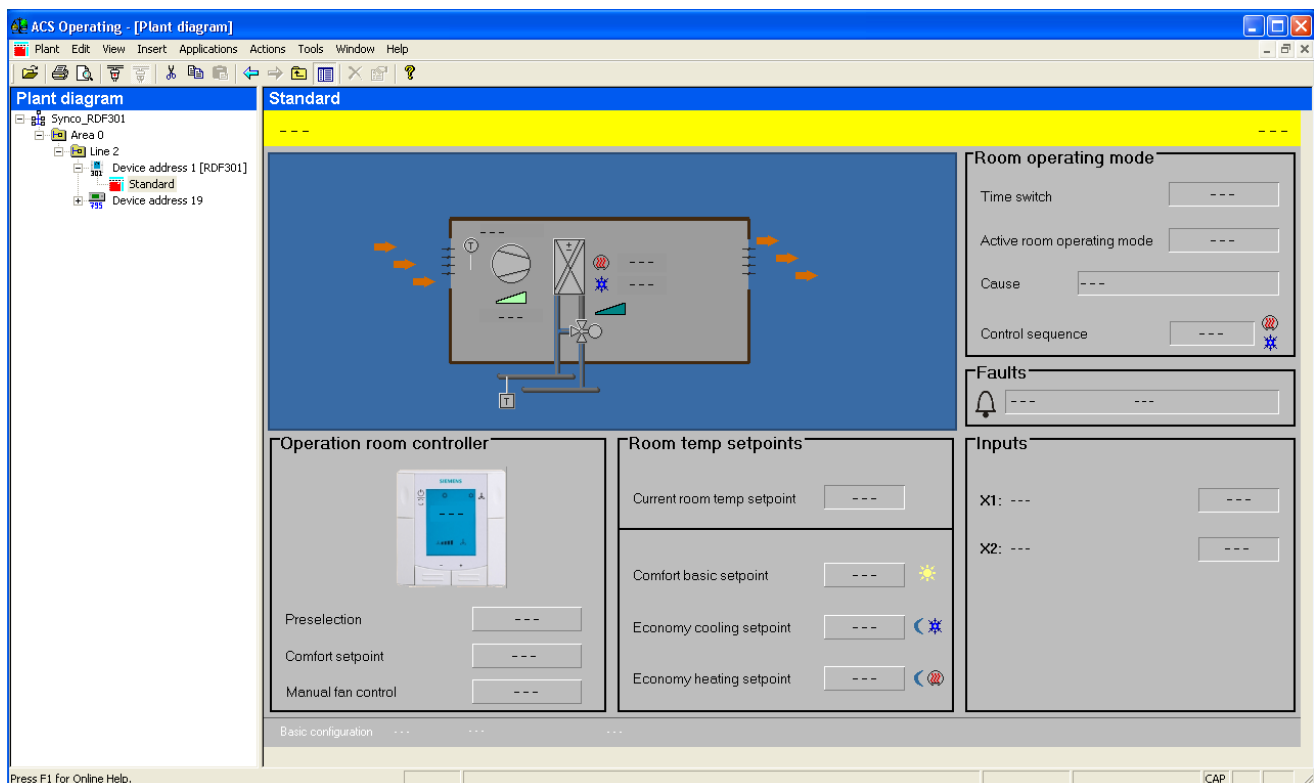 ACS Operating - [Plant diagram]
Plant Edit View Insert Applications Actions Tools Window Help
Plant diagram
Synco_RDF301
Area 0
Line 2
301 Device address 1 [RDF301]
Standard
795 Device address 19
Standard
--- ---
T ---
±
---
---
---
T
Room operating mode
Time switch ---
Active room operating mode ---
Cause ---
Control sequence ---
Faults
--- ---
Operation room controller
SIEMENS
---
- +
Preselection ---
Comfort setpoint ---
Manual fan control ---
Room temp setpoints
Current room temp setpoint ---
Comfort basic setpoint ---
Economy cooling setpoint ---
Economy heating setpoint ---
Inputs
X1: --- ---
X2: --- ---
Basic configuration --- --- ---
Press F1 for Online Help. CAP